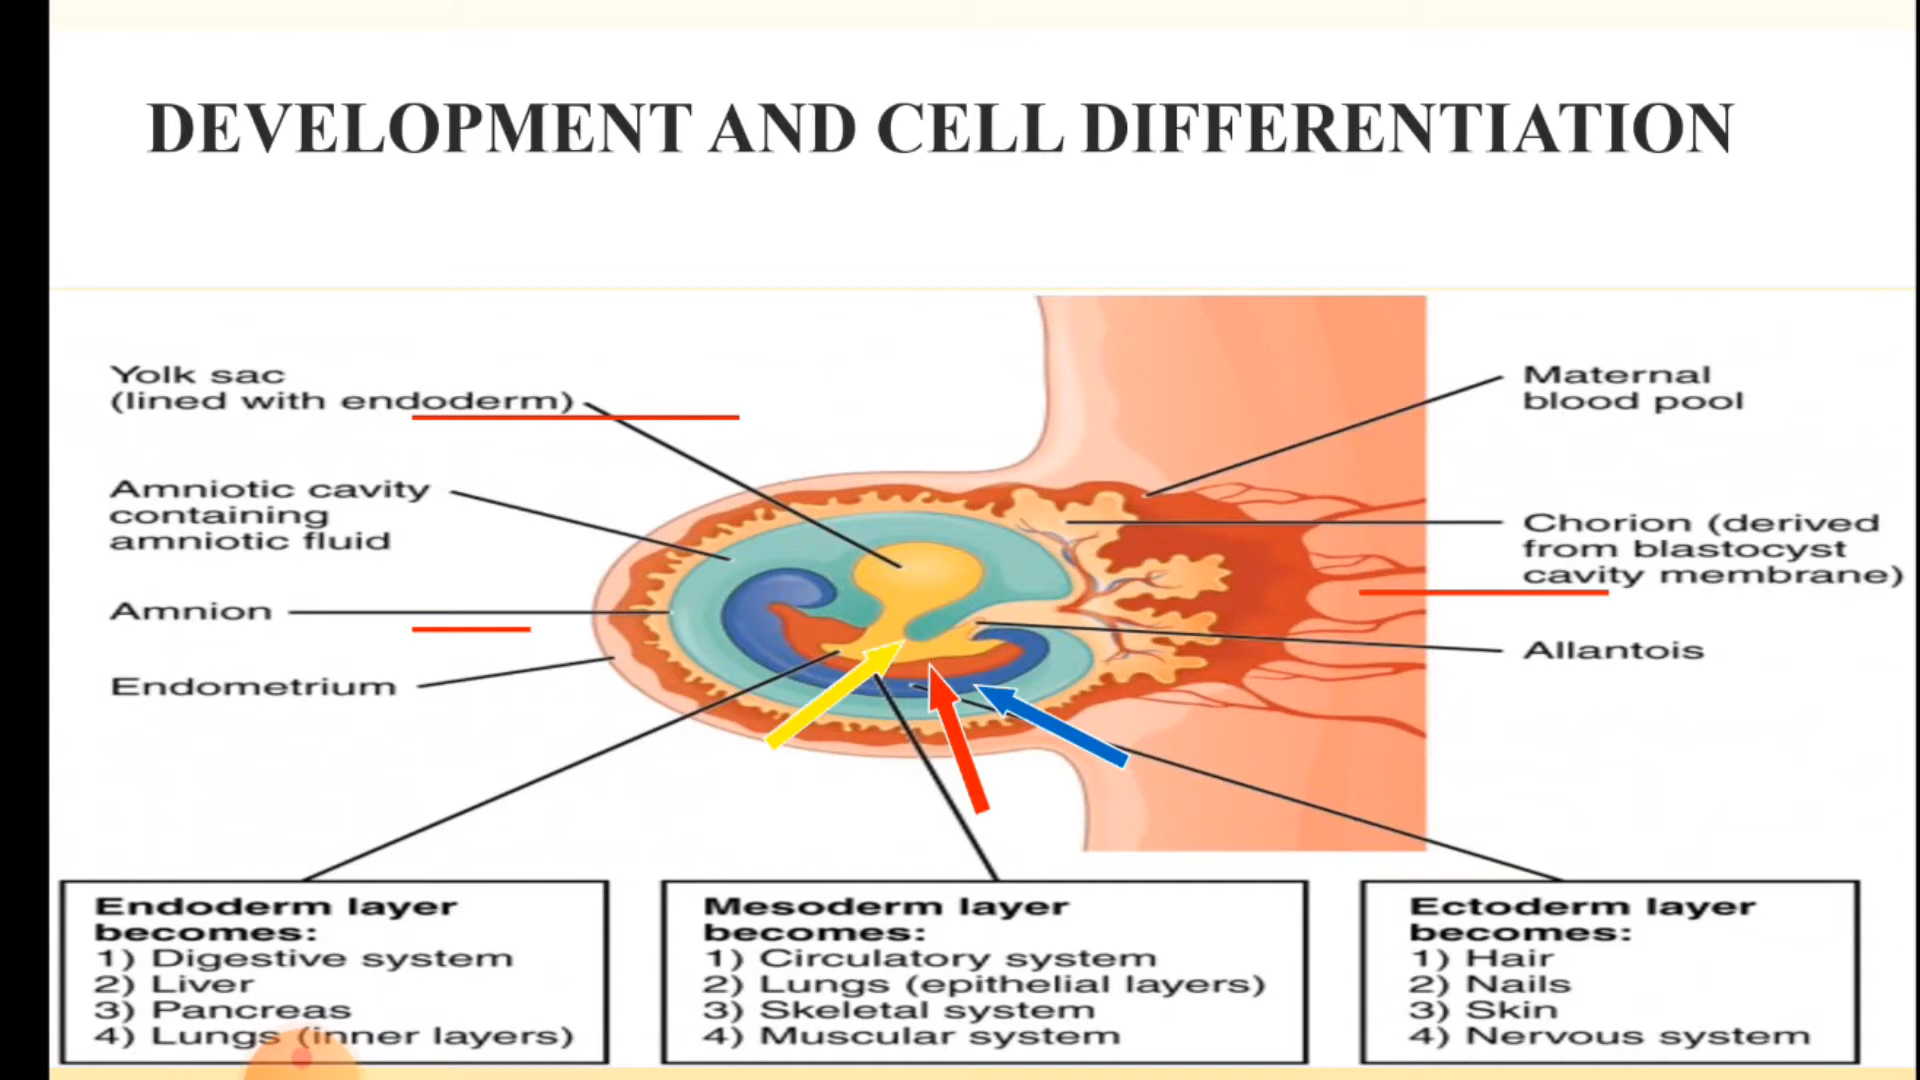 DEVELOPMENT AND CELL DIFFERENTIATION
Yolk sac
(lined with endoderm)
Amniotic cavity
containing
amniotic fluid
Amnion
Endometrium
Maternal
blood pool
Chorion (derived
from blastocyst
cavity membrane)
Allantois
Endoderm layer
becomes:
1) Digestive system
2) Liver
3) Pancreas
4) Lungs (inner layers)
Mesoderm layer
becomes:
1) Circulatory system
2) Lungs (epithelial layers)
3) Skeletal system
4) Muscular system
Ectoderm layer
becomes:
1) Hair
2) Nails
3) Skin
4) Nervous system